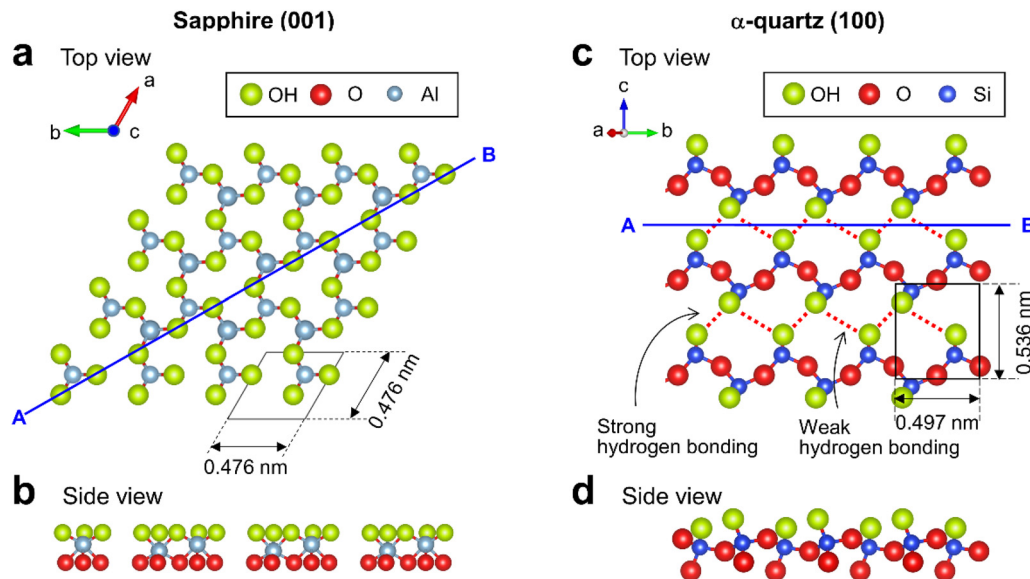 Sapphire (001)
α-quartz (100)
a Top view
a
b
c
OH O Al
B
A
0.476 nm
0.476 nm
b Side view
c Top view
c
a
b
OH O Si
A
B
0.536 nm
0.497 nm
Strong
hydrogen bonding
Weak
hydrogen bonding
d Side view